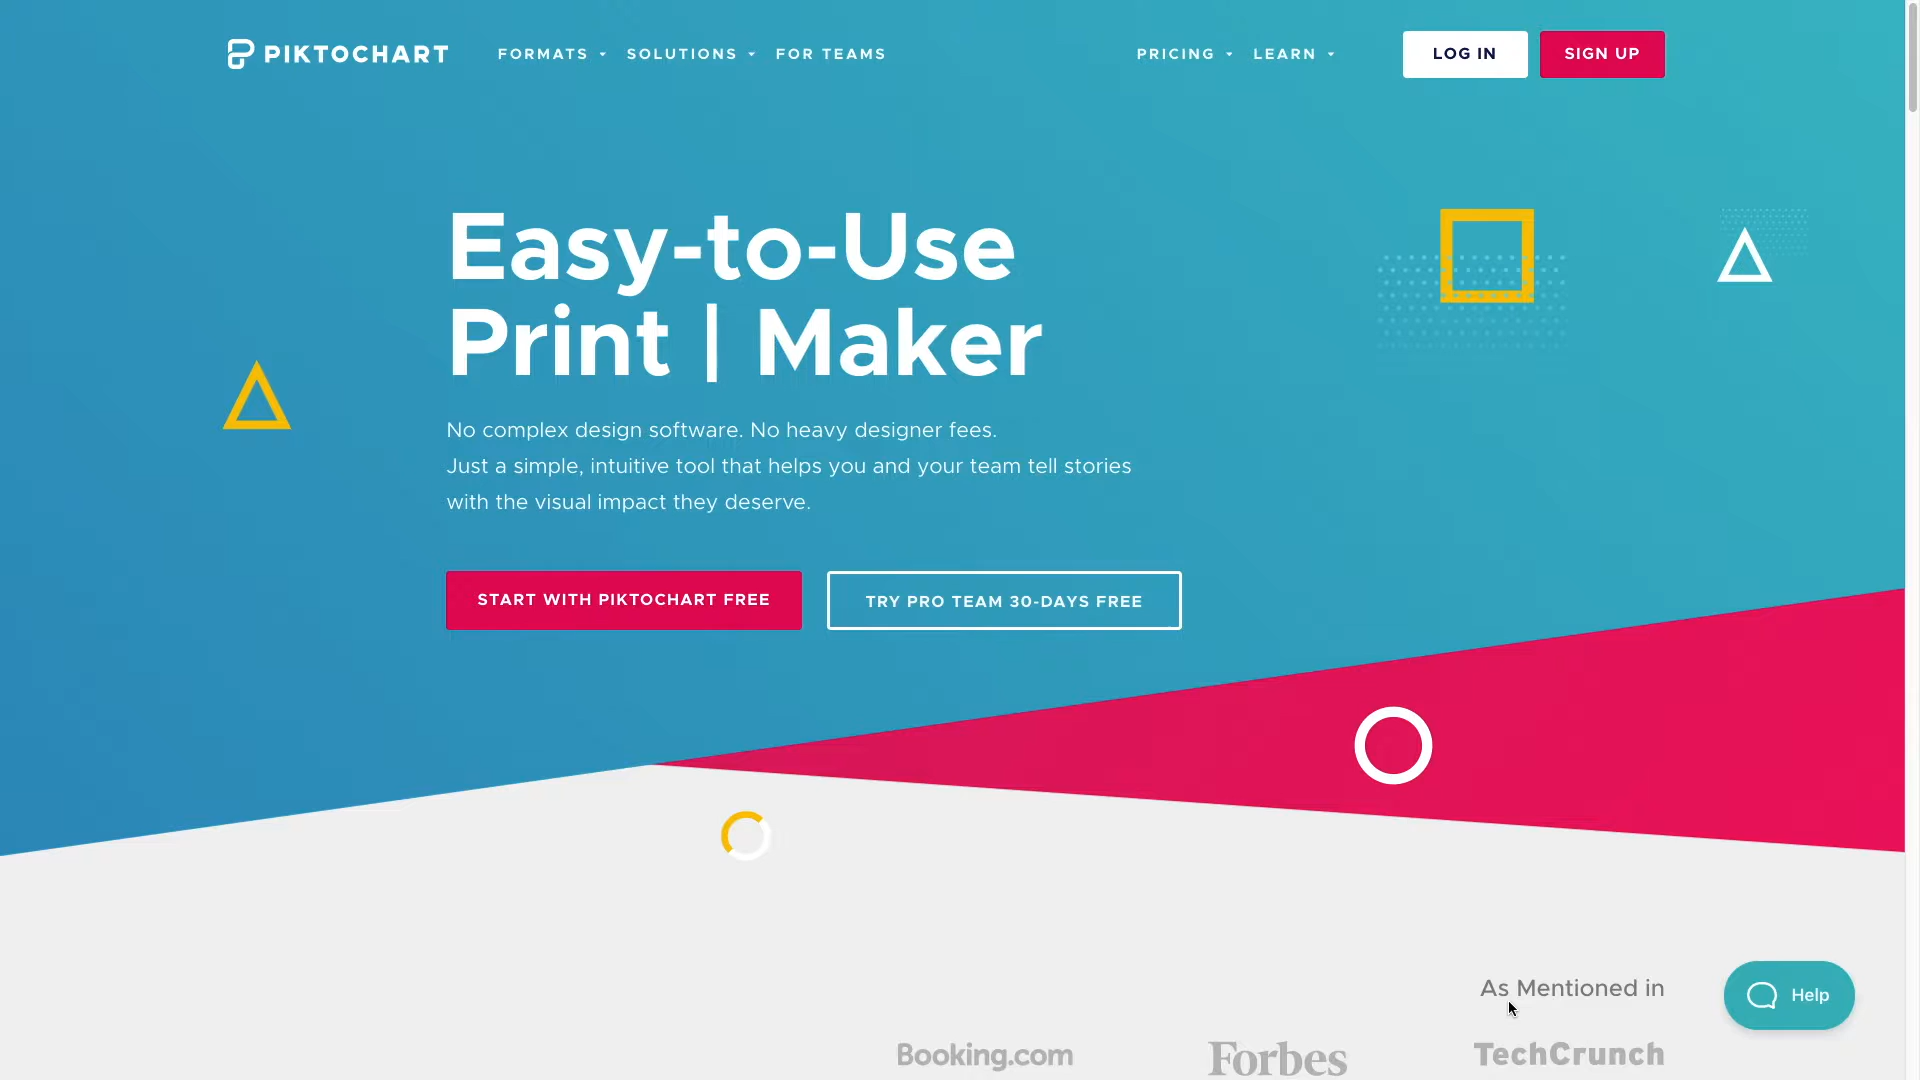 PIKTOCHART
FORMATS
SOLUTIONS
FOR TEAMS
PRICING
LEARN
LOG IN
SIGN UP
Easy-to-Use
Print | Maker
No complex design software. No heavy designer fees.
Just a simple, intuitive tool that helps you and your team tell stories
with the visual impact they deserve.
START WITH PIKTOCHART FREE
TRY PRO TEAM 30-DAYS FREE
As Mentioned in
Help
Booking.com
Forbes
TechCrunch